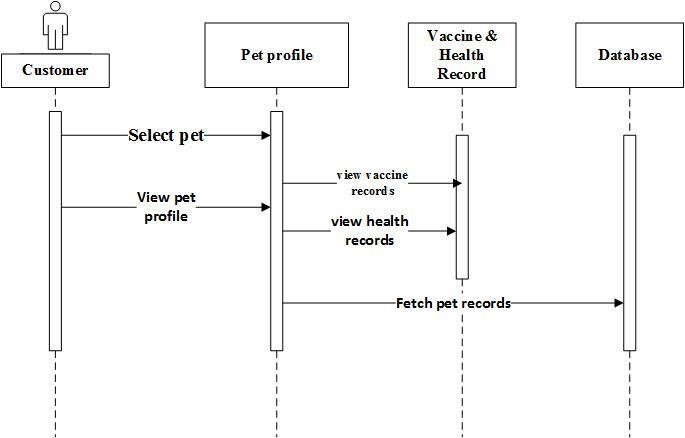 Customer
Pet profile
Vaccine &
Health
Record
Database
Select pet
view vaccine
records
View pet
profile
view health
records
Fetch pet records